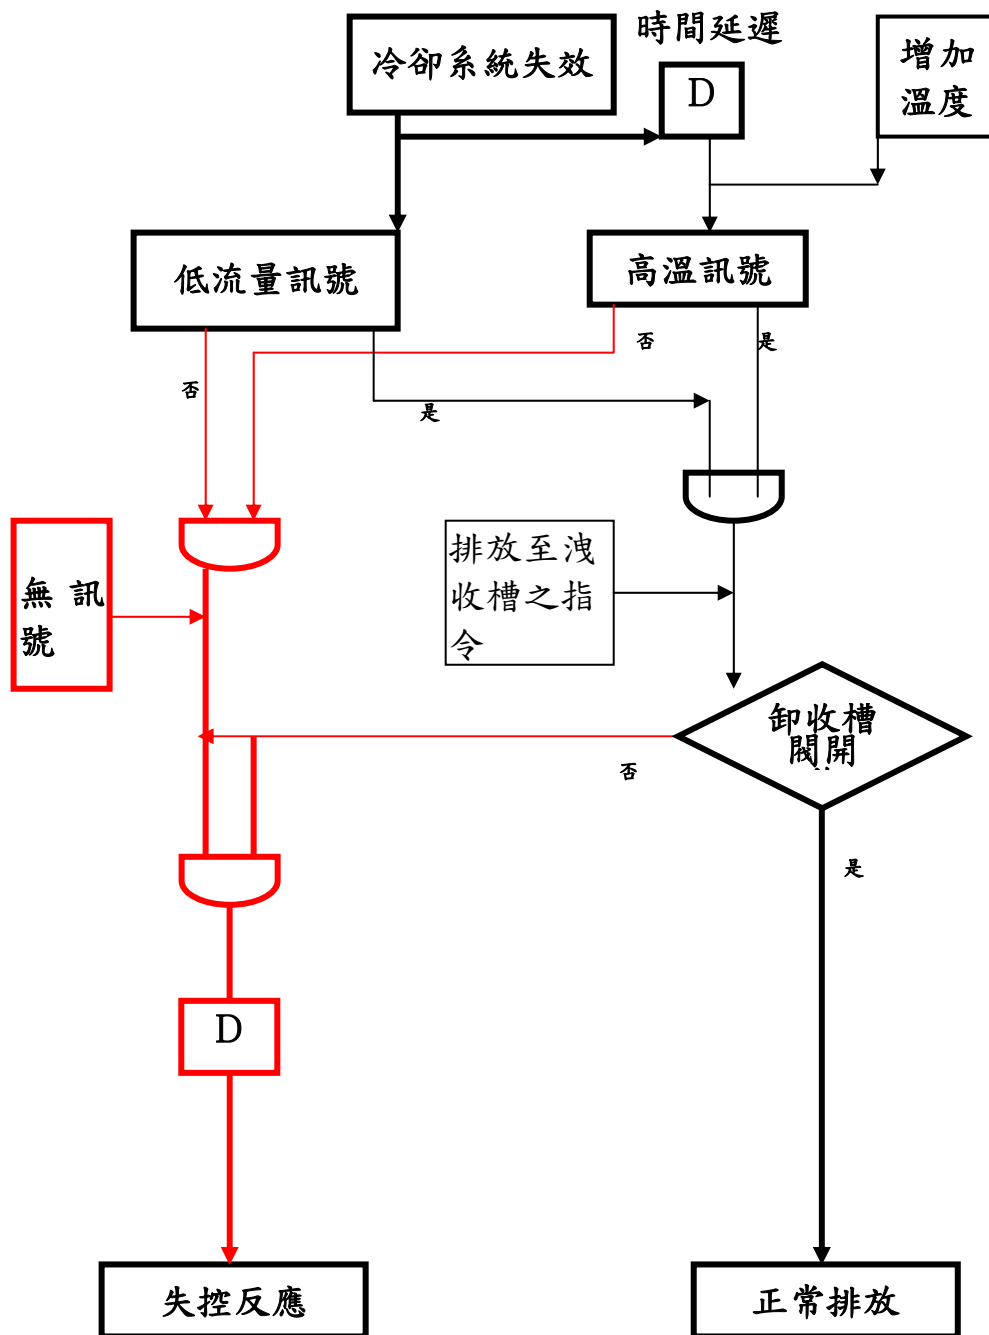 冷卻系統失效
時間延遲
D
增加
溫度
低流量訊號
高溫訊號
否
是
否
是
無 訊
號
排放至洩
收槽之指
令
卸收槽
閥開
否
是
D
失控反應
正常排放